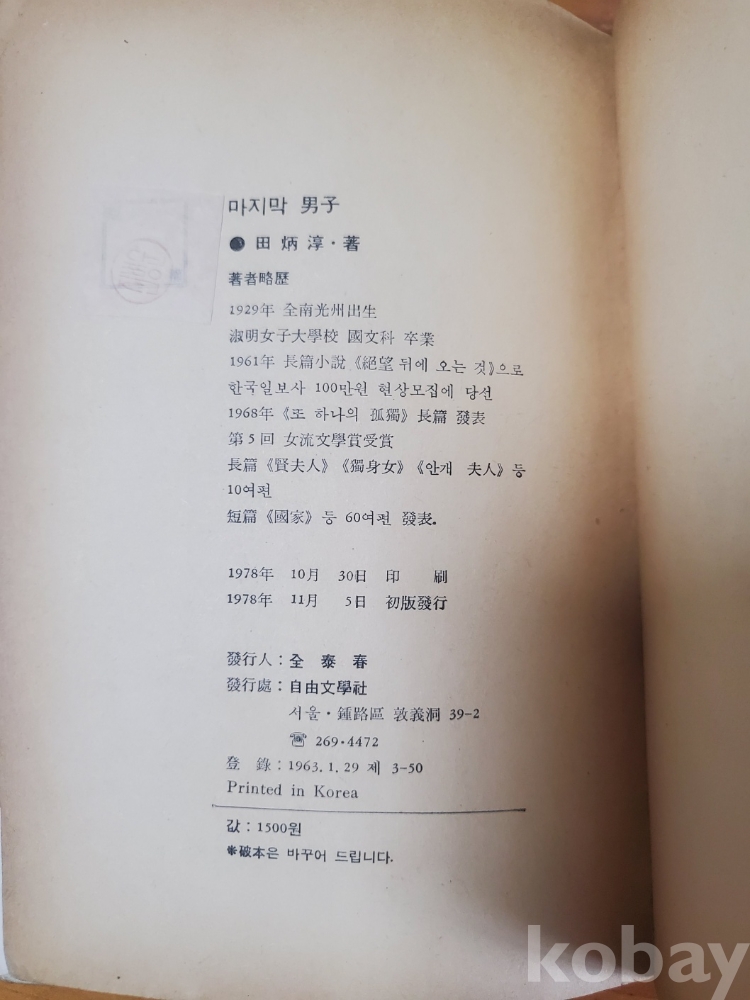 마지막 男子
● 田炳淳·著
著者略歷
1929年 全南光州出生
淑明女子大學校 國文科 卒業
1961年 長篇小說《絕望 뒤에 오는 것》으로
한국일보사 100만원 현상모집에 당선
1968年《또 하나의 孤獨》長篇 發表
第5回 女流文學賞受賞
長篇《賢夫人》《獨身女》《안개 夫人》등
10여편
短篇《國家》등 60여편 發表.
1978年 10月 30日 印 刷
1978年 11月 5日 初版發行
發行人 : 全泰春
發行處 : 自由文學社
서울·鍾路區 敦義洞 39-2
☎ 269·4472
登 錄 : 1963. 1. 29 제 3-50
Printed in Korea
값 : 1500원
※破本은 바꾸어 드립니다.
kobay